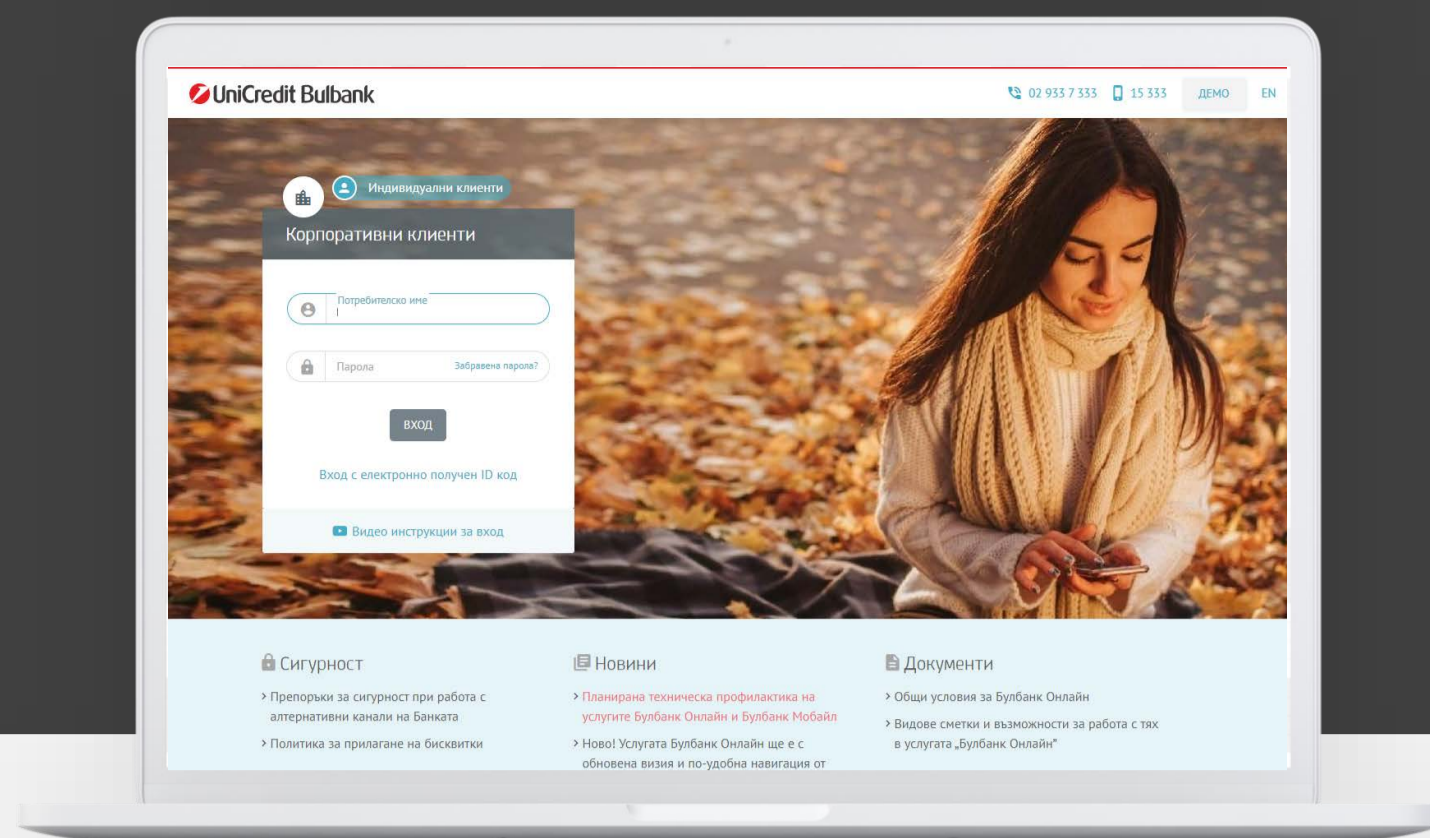 UniCredit Bulbank
02 933 7 333 15 333 ДЕМО EN
Индивидуални клиенти
Корпоративни клиенти
Потребителско име
Парола Забравена парола?
ВХОД
Вход с електронно получен ID код
Видео инструкции за вход
Сигурност
> Препоръки за сигурност при работа с
алтернативни канали на Банката
> Политика за прилагане на бисквитки
Новини
> Планирана техническа профилактика на
услугите Булбанк Онлайн и Булбанк Мобайл
> Ново! Услугата Булбанк Онлайн ще е с
обновена визия и по-удобна навигация от
Документи
> Общи условия за Булбанк Онлайн
> Видове сметки и възможности за работа с тях
в услугата „Булбанк Онлайн"